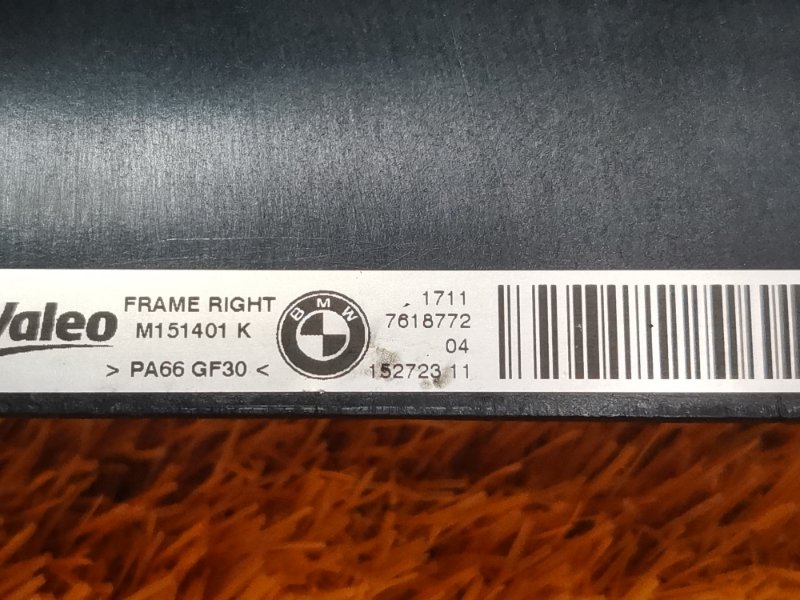 Valeo
FRAME RIGHT
M151401 K
> PA66 GF30 <
BMW
1711
7618772
04
152723 11